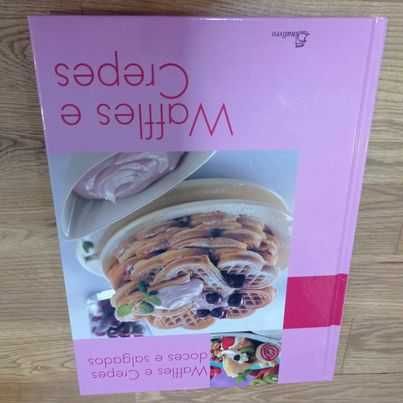 Waffles e
Crepes
Waffles e Crepes
doces e salgados